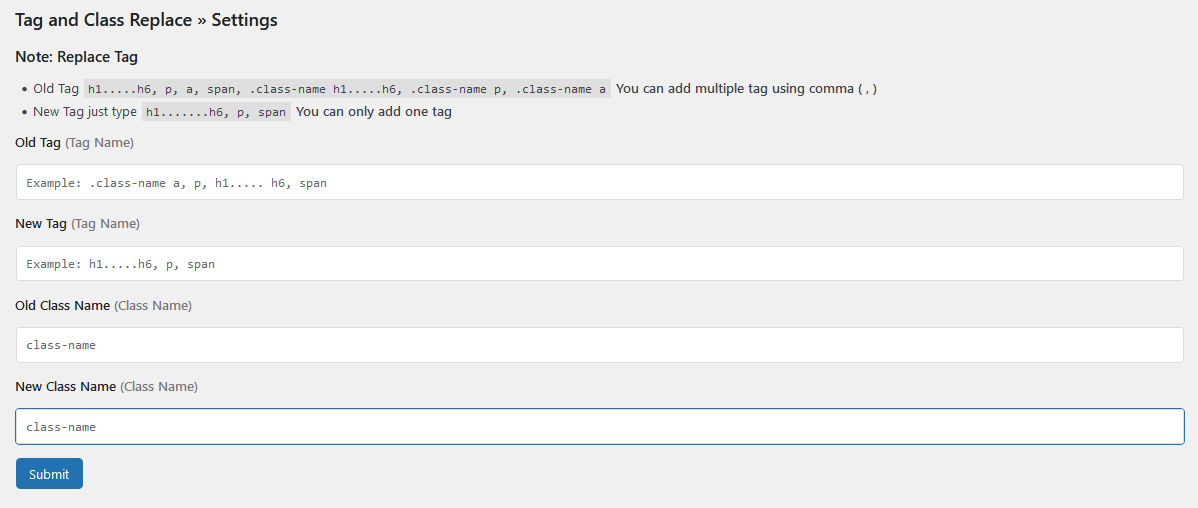 Tag and Class Replace » Settings
Note: Replace Tag
• Old Tag h1.....h6, p, a, span, .class-name h1.....h6, .class-name p, .class-name a You can add multiple tag using comma (,)
• New Tag just type h1.......h6, p, span You can only add one tag
Old Tag (Tag Name)
Example: .class-name a, p, h1..... h6, span
New Tag (Tag Name)
Example: h1.....h6, p, span
Old Class Name (Class Name)
class-name
New Class Name (Class Name)
class-name
Submit